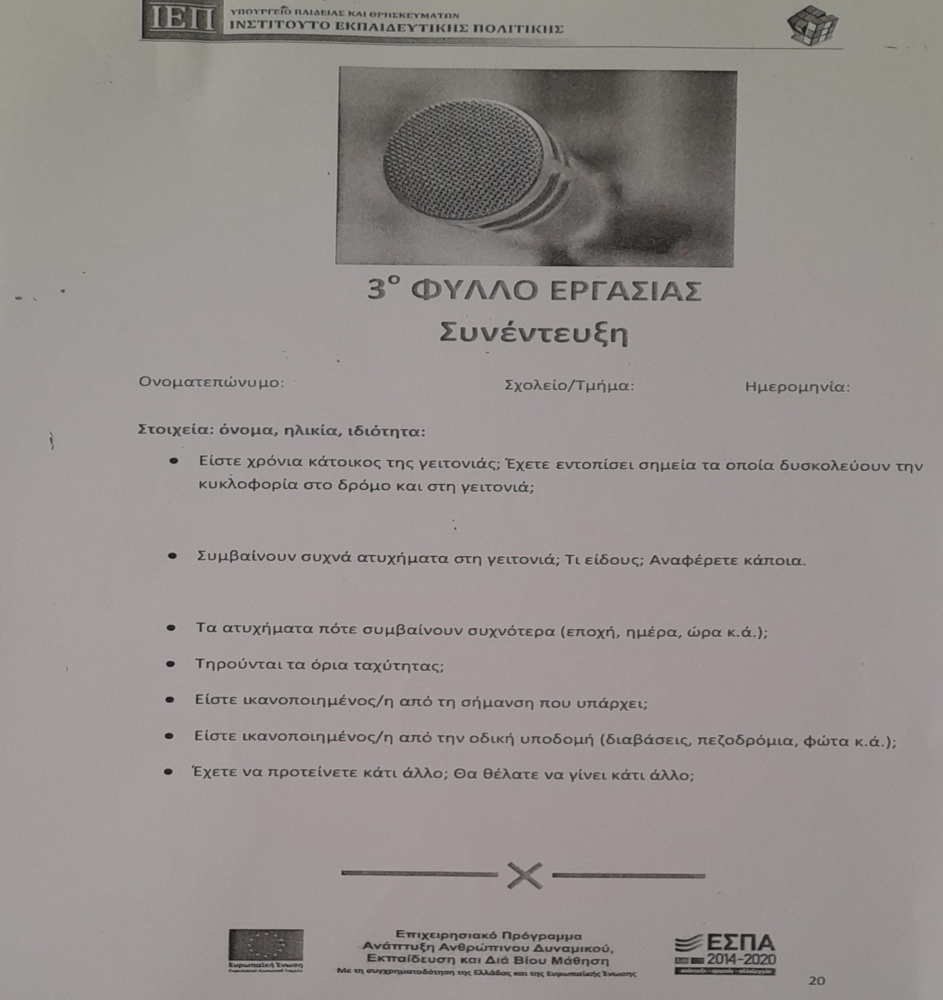 ΙΕΠ
ΥΠΟΥΡΓΕΙΟ ΠΑΙΔΕΙΑΣ ΚΑΙ ΘΡΗΣΚΕΥΜΑΤΩΝ
ΙΝΣΤΙΤΟΥΤΟ ΕΚΠΑΙΔΕΥΤΙΚΗΣ ΠΟΛΙΤΙΚΗΣ
3ο ΦΥΛΛΟ ΕΡΓΑΣΙΑΣ
Συνέντευξη
Ονοματεπώνυμο: Σχολείο/Τμήμα: Ημερομηνία:
Στοιχεία: όνομα, ηλικία, ιδιότητα:
• Είστε χρόνια κάτοικος της γειτονιάς; Έχετε εντοπίσει σημεία τα οποία δυσκολεύουν την
κυκλοφορία στο δρόμο και στη γειτονιά;
• Συμβαίνουν συχνά ατυχήματα στη γειτονιά; Τι είδους; Αναφέρετε κάποια.
• Τα ατυχήματα πότε συμβαίνουν συχνότερα (εποχή, ημέρα, ώρα κ.ά.);
• Τηρούνται τα όρια ταχύτητας;
• Είστε ικανοποιημένος/η από τη σήμανση που υπάρχει;
• Είστε ικανοποιημένος/η από την οδική υποδομή (διαβάσεις, πεζοδρόμια, φώτα κ.ά.);
• Έχετε να προτείνετε κάτι άλλο; Θα θέλατε να γίνει κάτι άλλο;
Ευρωπαϊκή Ένωση
Επιχειρησιακό Πρόγραμμα
Ανάπτυξη Ανθρώπινου Δυναμικού,
Εκπαίδευση και Διά Βίου Μάθηση
Με τη συγχρηματοδότηση της Ελλάδας και της Ευρωπαϊκής Ένωσης
ΕΣΠΑ
2014-2020
20